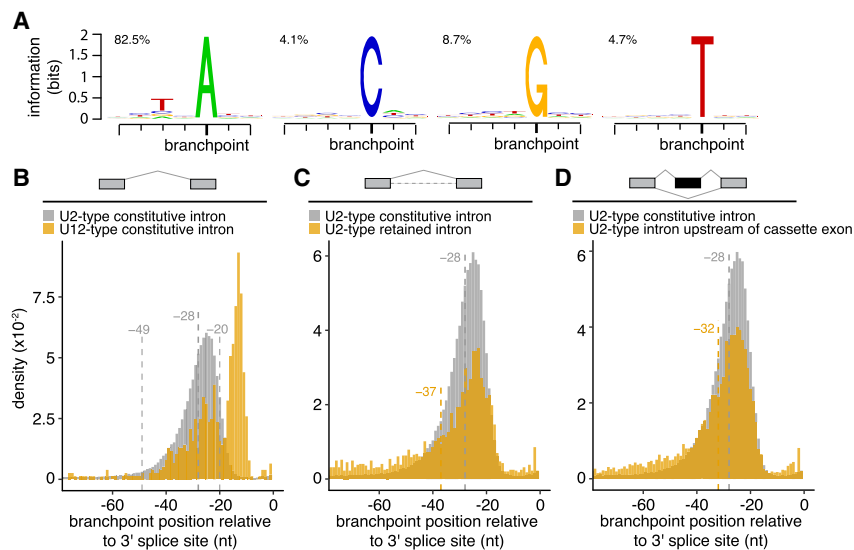 A
82.5%
4.1%
8.7%
4.7%
information
(bits)
2
1.5
1
0.5
0
T A
C
G
T
branchpoint
branchpoint
branchpoint
branchpoint
B
U2-type constitutive intron
U12-type constitutive intron
density (x10⁻²)
7.5
5
2.5
0
−49
−28
−20
-60
-40
-20
0
branchpoint position relative
to 3' splice site (nt)
C
U2-type constitutive intron
U2-type retained intron
6
4
2
0
−28
−37
-60
-40
-20
0
branchpoint position relative
to 3' splice site (nt)
D
U2-type constitutive intron
U2-type intron upstream of cassette exon
6
4
2
0
−28
−32
-60
-40
-20
0
branchpoint position relative
to 3' splice site (nt)